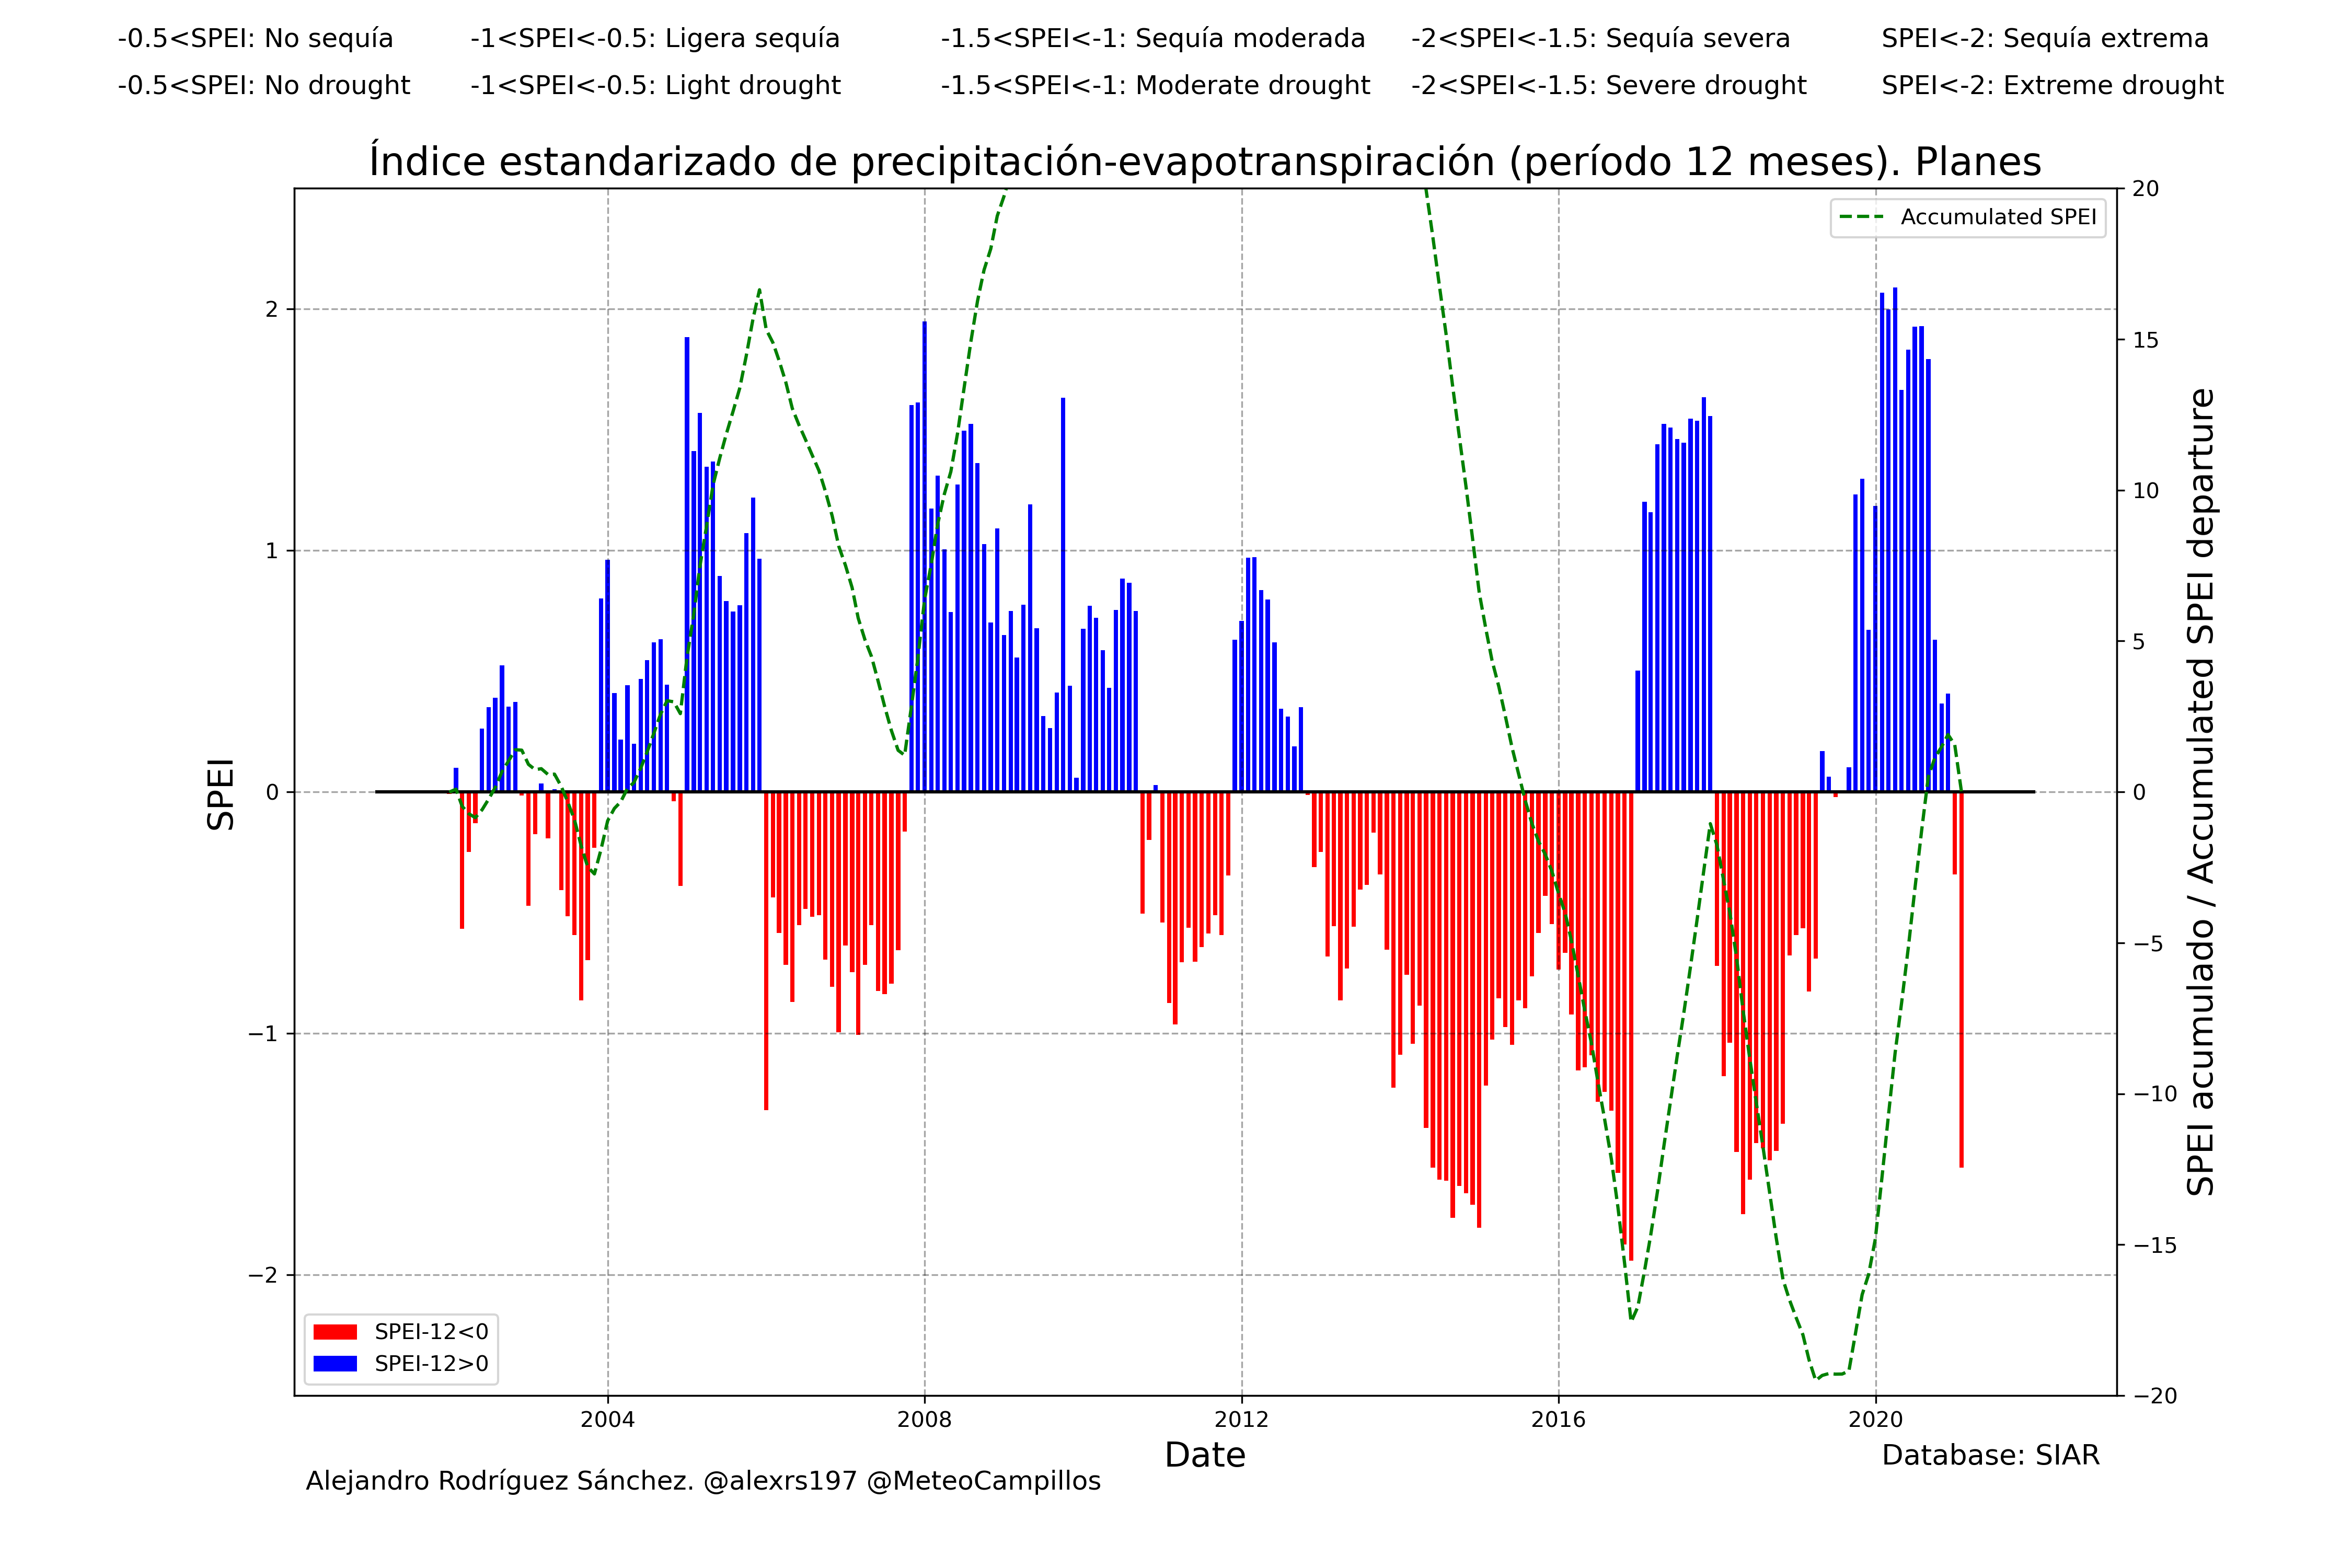 -0.5<SPEI: No sequía -1<SPEI<-0.5: Ligera sequía -1.5<SPEI<-1: Sequía moderada -2<SPEI<-1.5: Sequía severa SPEI<-2: Sequía extrema
-0.5<SPEI: No drought -1<SPEI<-0.5: Light drought -1.5<SPEI<-1: Moderate drought -2<SPEI<-1.5: Severe drought SPEI<-2: Extreme drought
Índice estandarizado de precipitación-evapotranspiración (período 12 meses). Planes
Accumulated SPEI
SPEI
2
1
0
−1
−2
20
15
10
5
0
−5
−10
−15
−20
SPEI acumulado / Accumulated SPEI departure
SPEI-12<0
SPEI-12>0
2004 2008 2012 2016 2020
Date
Database: SIAR
Alejandro Rodríguez Sánchez. @alexrs197 @MeteoCampillos